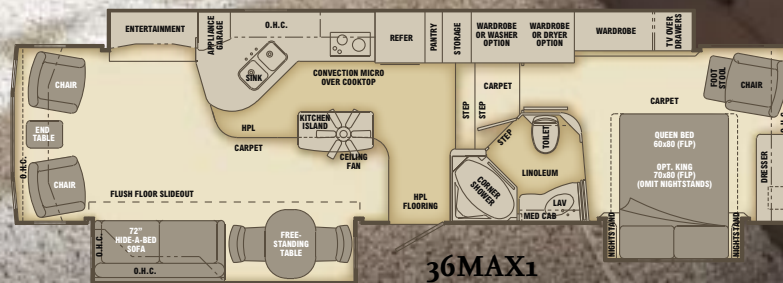 ENTERTAINMENT
APPLIANCE
GARAGE
O.H.C.
REFER
PANTRY
STORAGE
WARDROBE
OR WASHER
OPTION
WARDROBE
OR DRYER
OPTION
WARDROBE
TV OVER
DRAWERS
CHAIR
SINK
CONVECTION MICRO
OVER COOKTOP
CARPET
STEP
STEP
FOOT
STOOL
CHAIR
O.H.C.
CARPET
END
TABLE
HPL
CARPET
KITCHEN
ISLAND
CEILING
FAN
STEP
TOILET
LINOLEUM
QUEEN BED
60x80 (FLP)
OPT. KING
70x80 (FLP)
(OMIT NIGHTSTANDS)
DRESSER
O.H.C.
CHAIR
FLUSH FLOOR SLIDEOUT
HPL
FLOORING
CORNER
SHOWER
LAV
MED CAB
O.H.C.
72"
HIDE-A-BED
SOFA
O.H.C.
FREE-
STANDING
TABLE
NIGHTSTAND
NIGHTSTAND
36MAX1